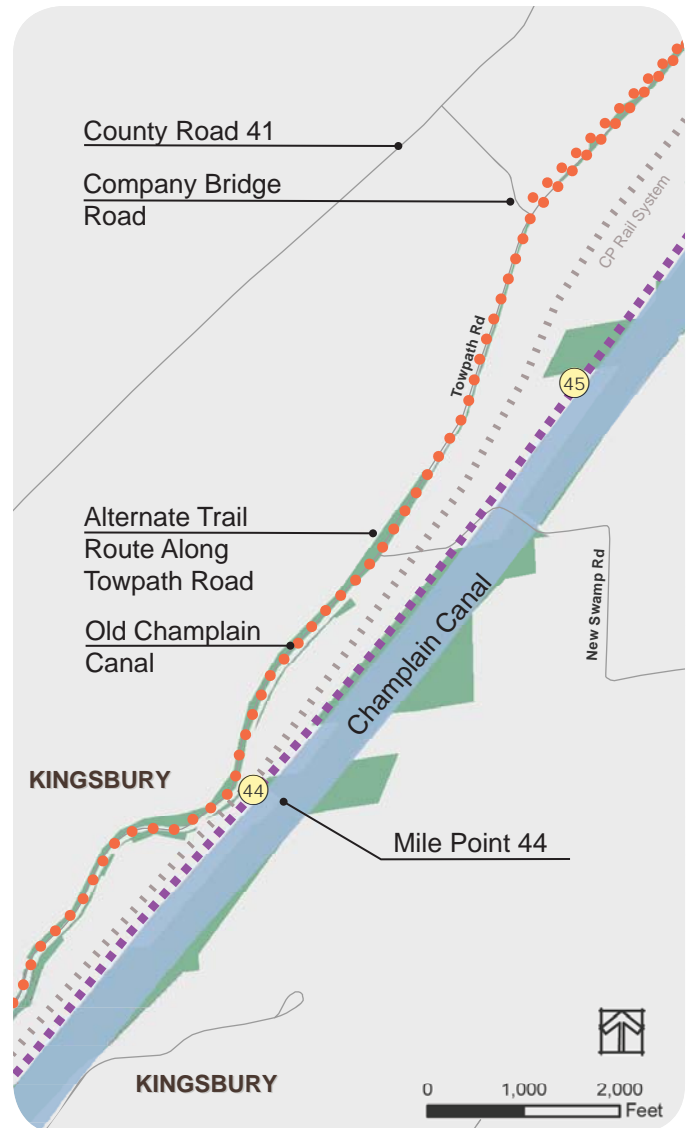 County Road 41
Company Bridge
Road
CP Rail System
Towpath Rd
45
Alternate Trail
Route Along
Towpath Road
New Swamp Rd
Old Champlain
Canal
Champlain Canal
KINGSBURY
44
Mile Point 44
KINGSBURY
0 1,000 2,000
Feet